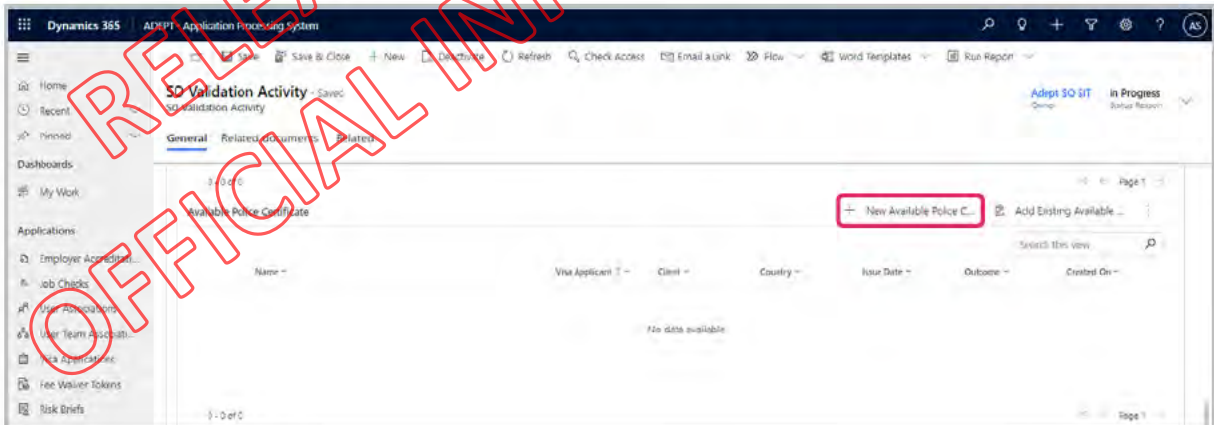 Dynamics 365 ADEPT - Application Processing System AS
Save Save & Close + New Deactivate Refresh Check Access Email a Link Flow Word Templates Run Report
Home
SO Validation Activity - Saved
Adept SO SIT In Progress
Recent
SO Validation Activity
Owner Status Reason
Pinned
General Related Documents Related
Dashboards
0 - 0 of 0 Page 1
My Work
Available Police Certificate + New Available Police C... Add Existing Available ...
Applications
Search this view
Employer Accreditati...
Name Visa Applicant ↑ Client Country Issue Date Outcome Created On
Job Checks
User Associations
No data available
User Team Associati...
Visa Applications
Fee Waiver Tokens
Risk Briefs
0 - 0 of 0 Page 1
OFFICIAL IN